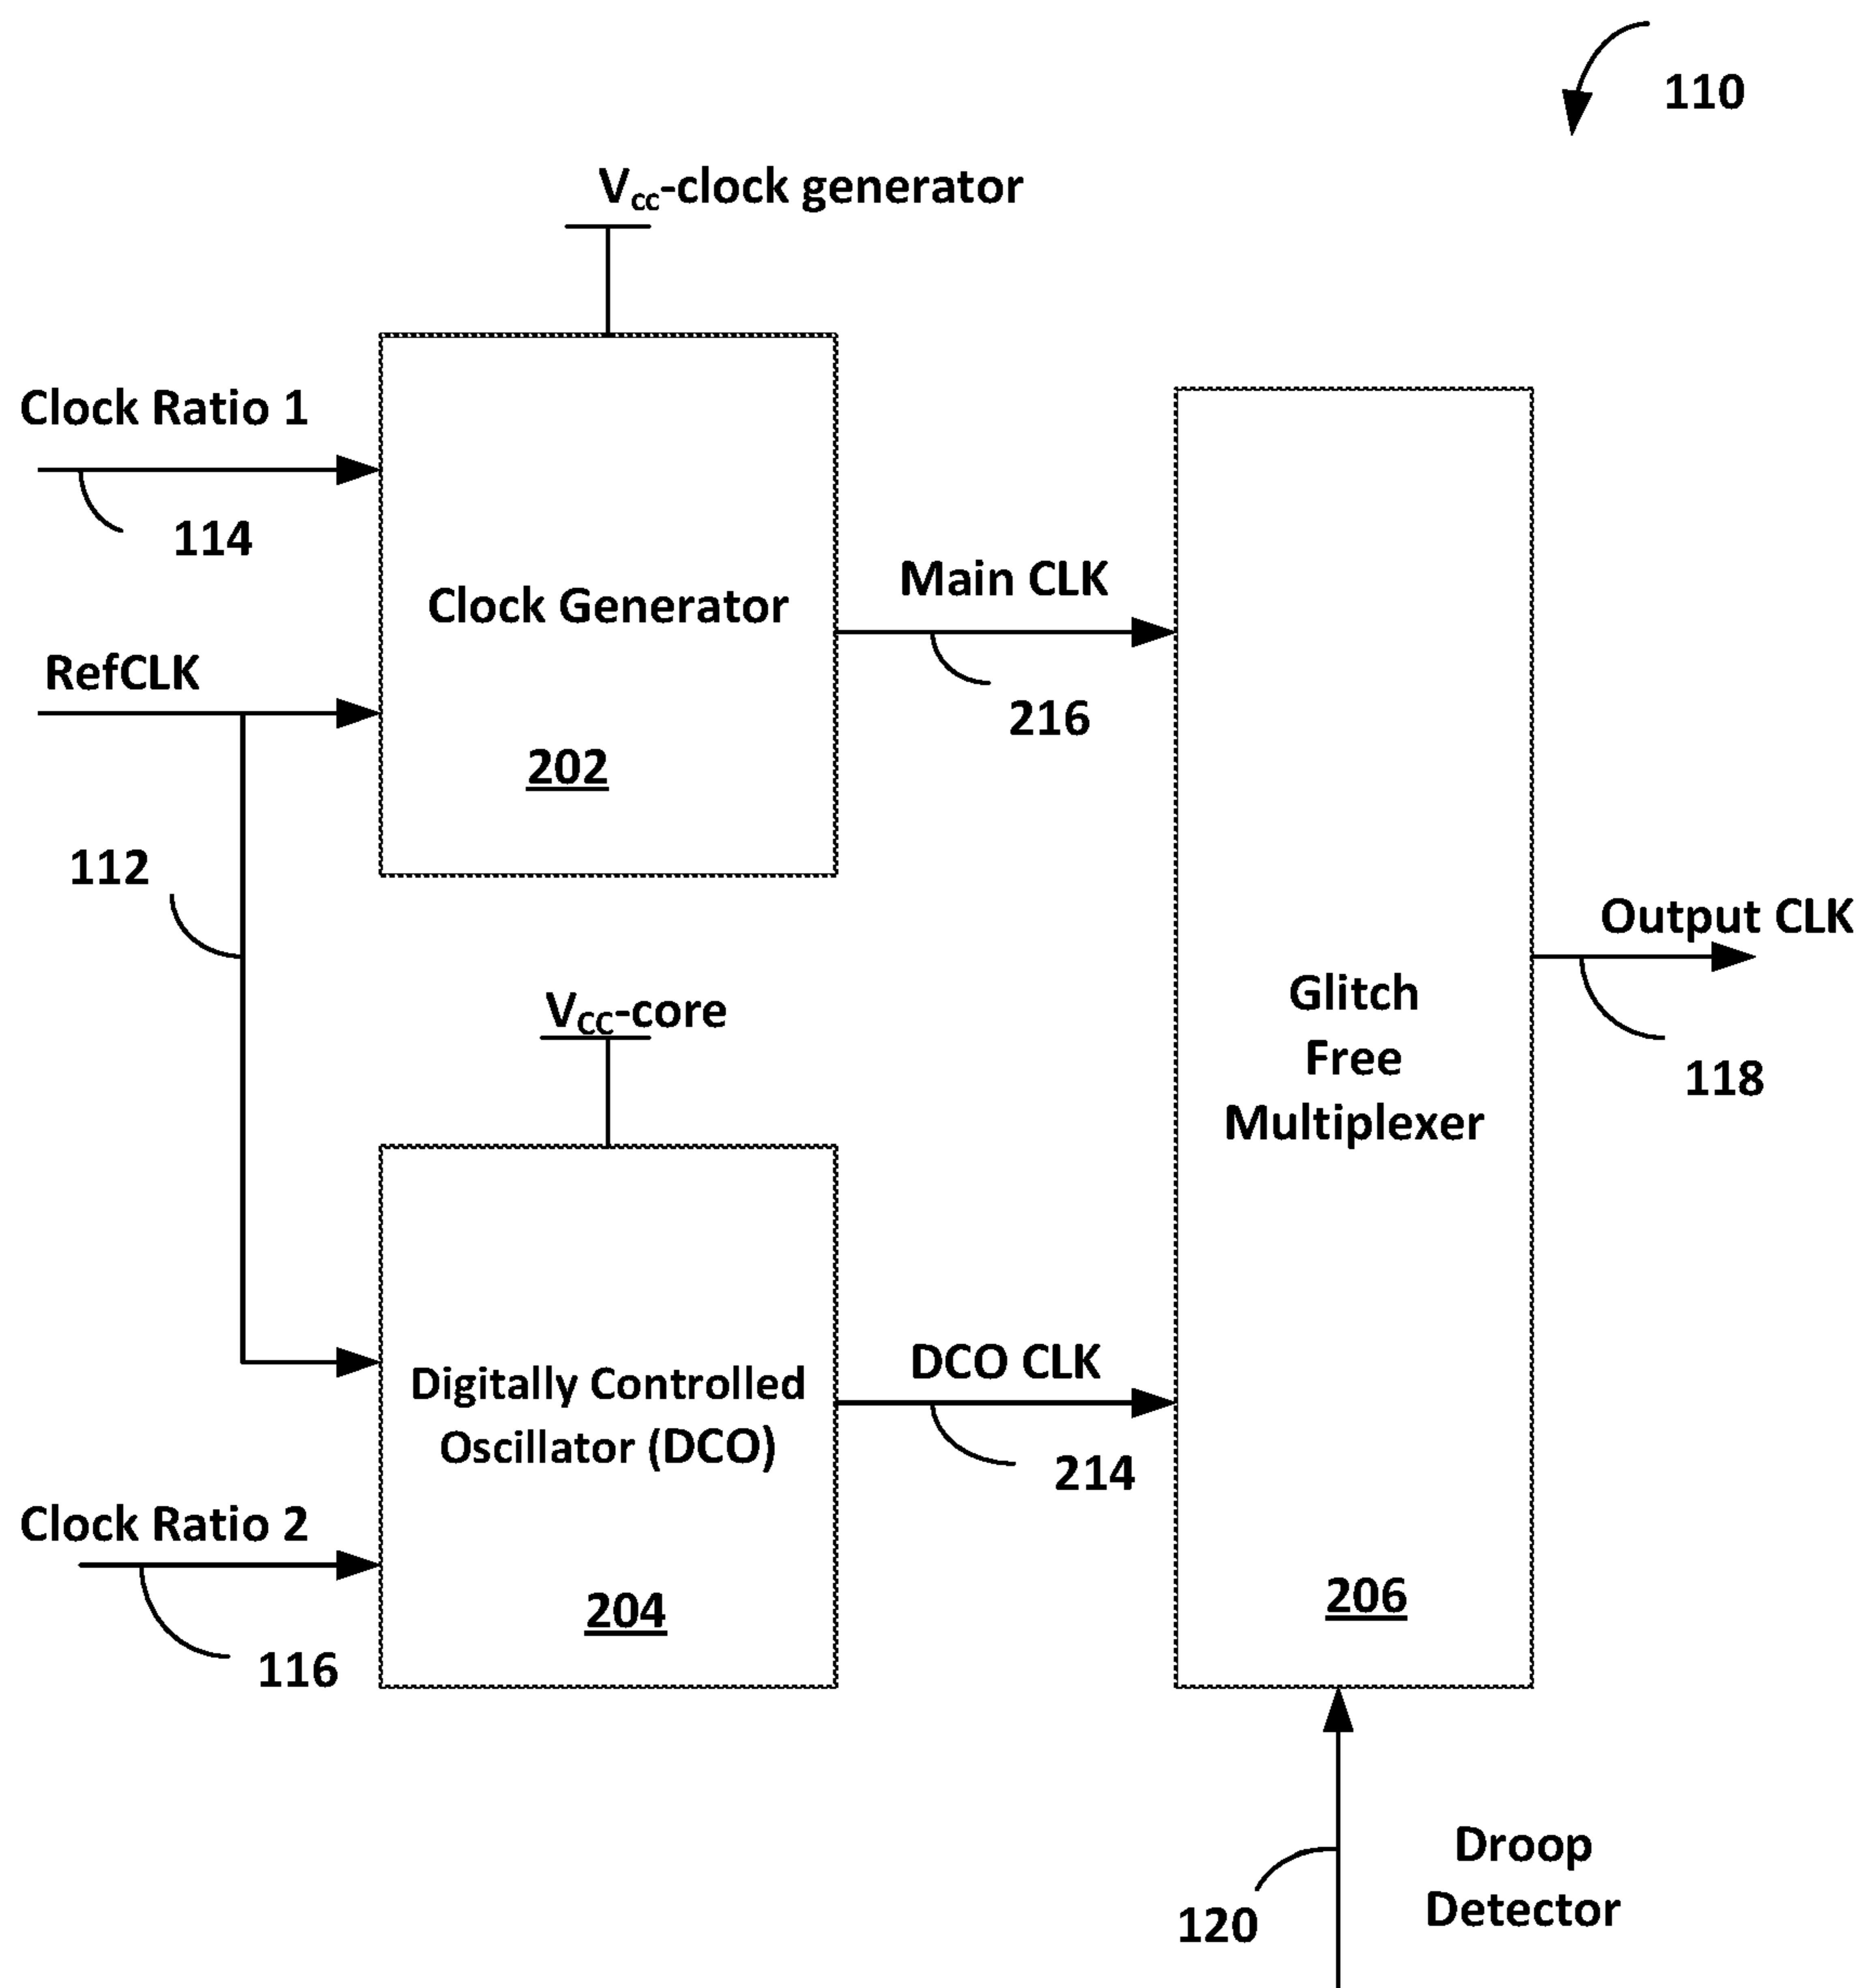 110
Vcc-clock generator
Clock Ratio 1
114
Clock Generator
Main CLK
RefCLK
216
202
112
Output CLK
Glitch
Free
Multiplexer
VCC-core
118
DCO CLK
Digitally Controlled
Oscillator (DCO)
214
Clock Ratio 2
204
206
116
Droop
Detector
120